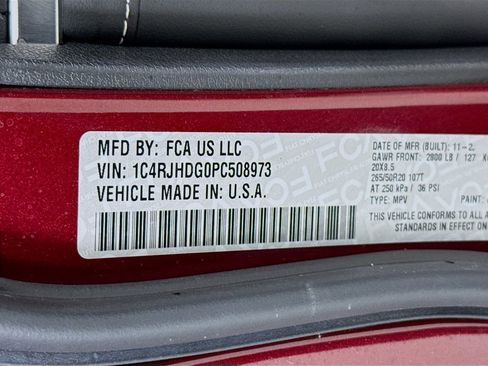 MFD BY: FCA US LLC
VIN: 1C4RJHDG0PC508973
VEHICLE MADE IN: U.S.A.
DATE OF MFR (BUILT): 11-2
GAWR FRONT: 2800 LB / 127
20X8.5
265/50R20 107T
AT 250 kPa / 36 PSI
TYPE: MPV PAINT:
THIS VEHICLE CONFORMS TO ALL
STANDARDS IN EFFECT ON